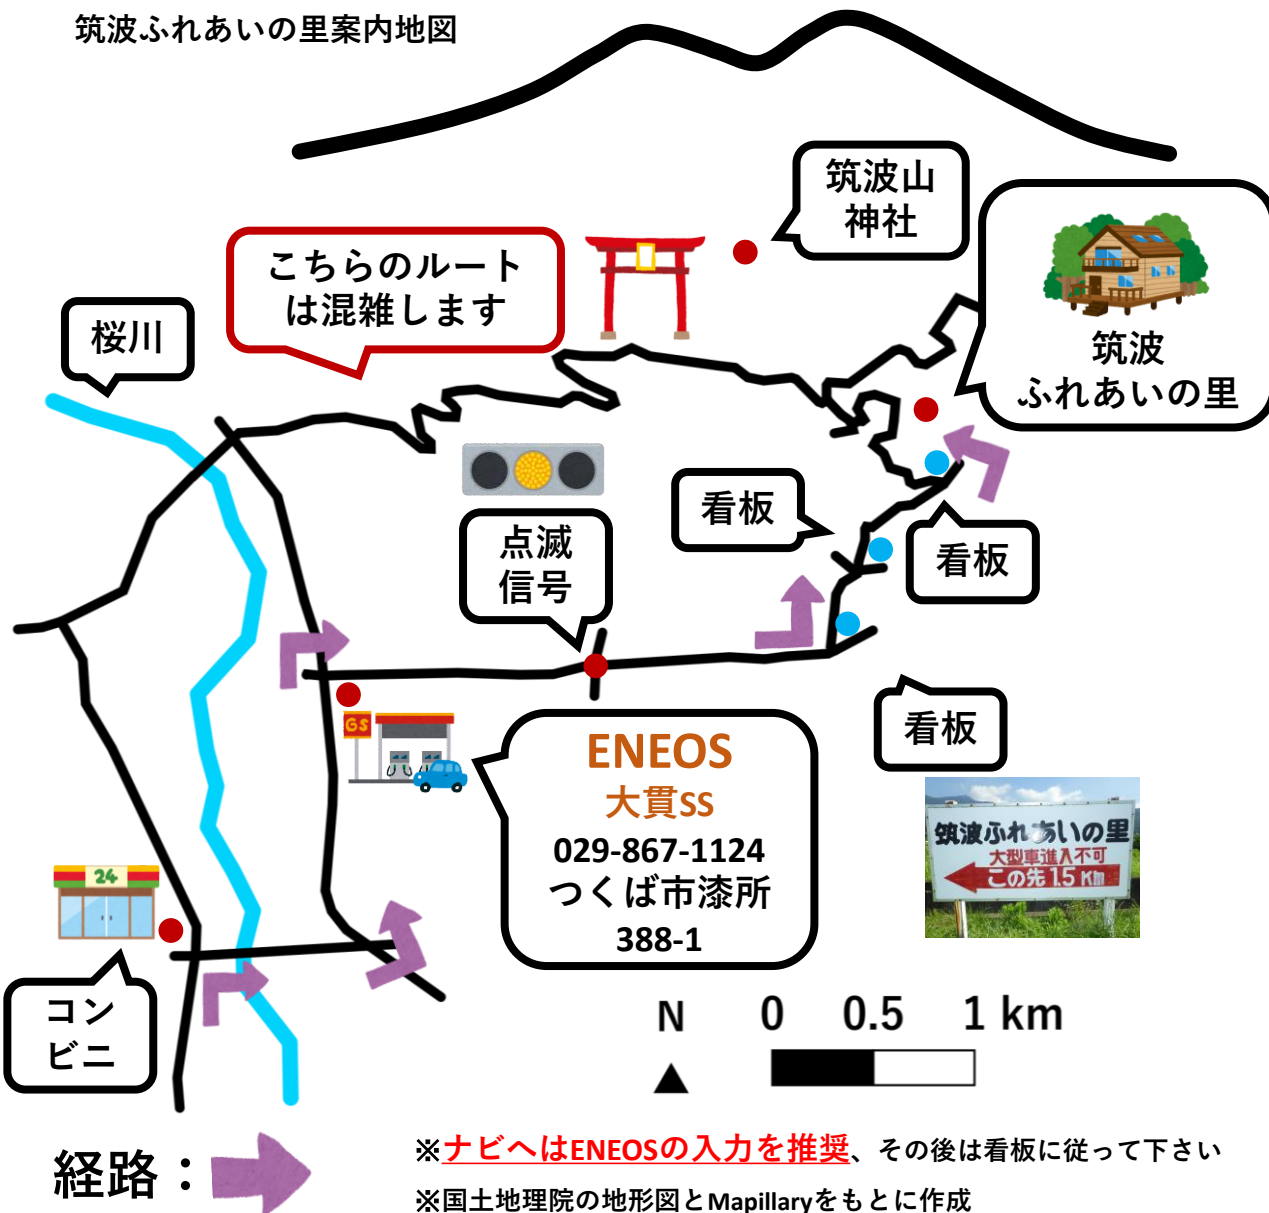 筑波ふれあいの里案内地図
筑波山
神社
こちらのルート
は混雑します
桜川
筑波
ふれあいの里
看板
点滅
信号
看板
看板
GS
ENEOS
大貫SS
029-867-1124
つくば市漆所
388-1
筑波ふれあいの里
大型車進入不可
この先1.5Km
24
コン
ビニ
N 0 0.5 1 km
経路：
※ナビへはENEOSの入力を推奨、その後は看板に従って下さい
※国土地理院の地形図とMapillaryをもとに作成